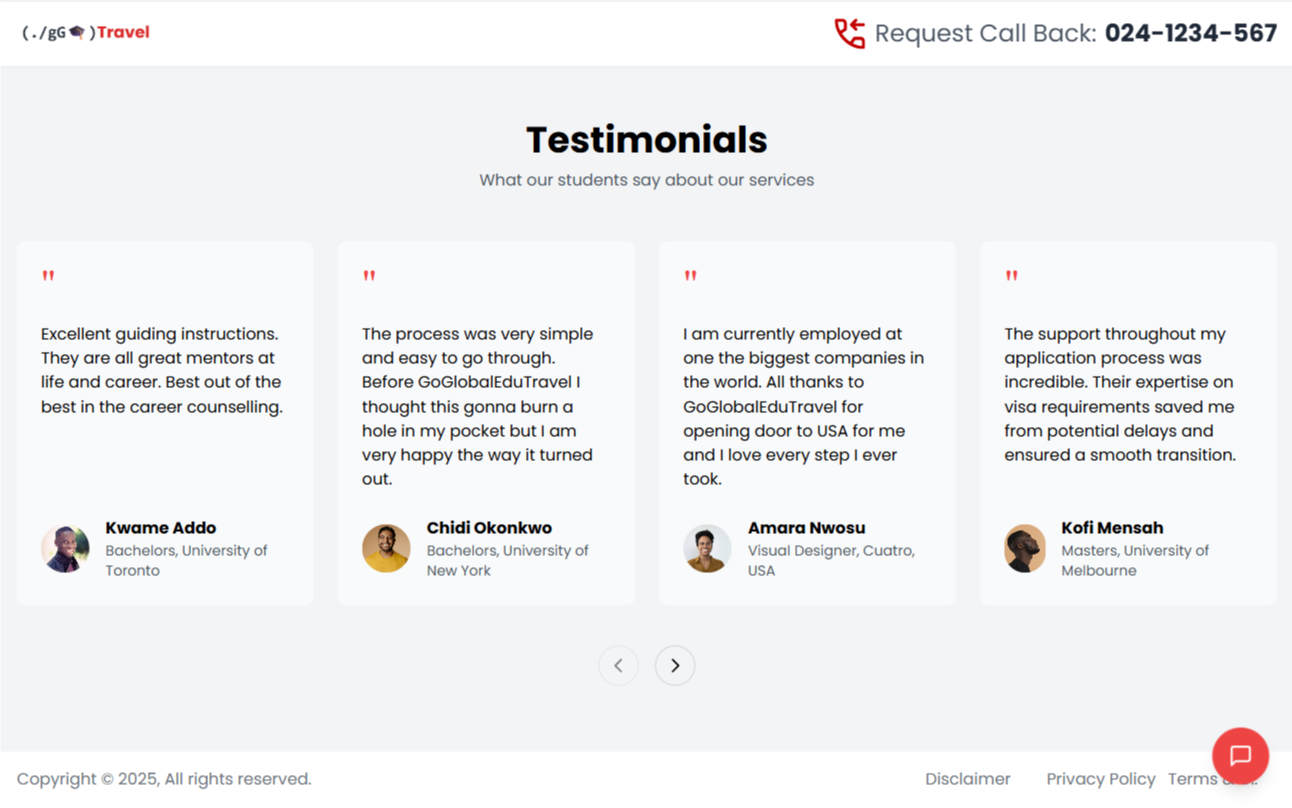 (./gG🎓)Travel
Request Call Back: 024-1234-567
Testimonials
What our students say about our services
"
Excellent guiding instructions.
They are all great mentors at
life and career. Best out of the
best in the career counselling.
Kwame Addo
Bachelors, University of
Toronto
"
The process was very simple
and easy to go through.
Before GoGlobalEduTravel I
thought this gonna burn a
hole in my pocket but I am
very happy the way it turned
out.
Chidi Okonkwo
Bachelors, University of
New York
"
I am currently employed at
one the biggest companies in
the world. All thanks to
GoGlobalEduTravel for
opening door to USA for me
and I love every step I ever
took.
Amara Nwosu
Visual Designer, Cuatro,
USA
"
The support throughout my
application process was
incredible. Their expertise on
visa requirements saved me
from potential delays and
ensured a smooth transition.
Kofi Mensah
Masters, University of
Melbourne
Copyright © 2025, All rights reserved.
Disclaimer
Privacy Policy
Terms